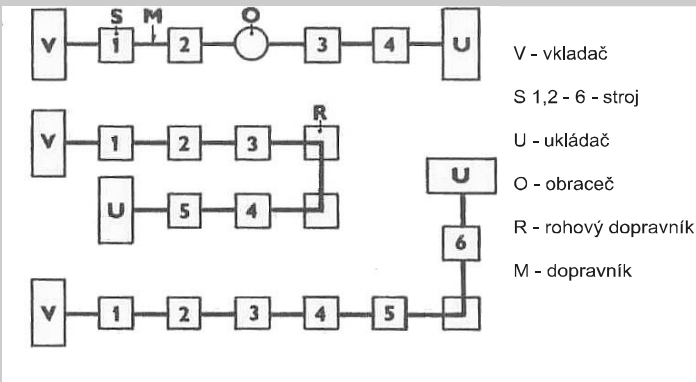 S M O
V 1 2 3 4 U
R
V 1 2 3
U 5 4
U
6
V 1 2 3 4 5
V - vkladač
S 1,2 - 6 - stroj
U - ukládač
O - obraceč
R - rohový dopravník
M - dopravník